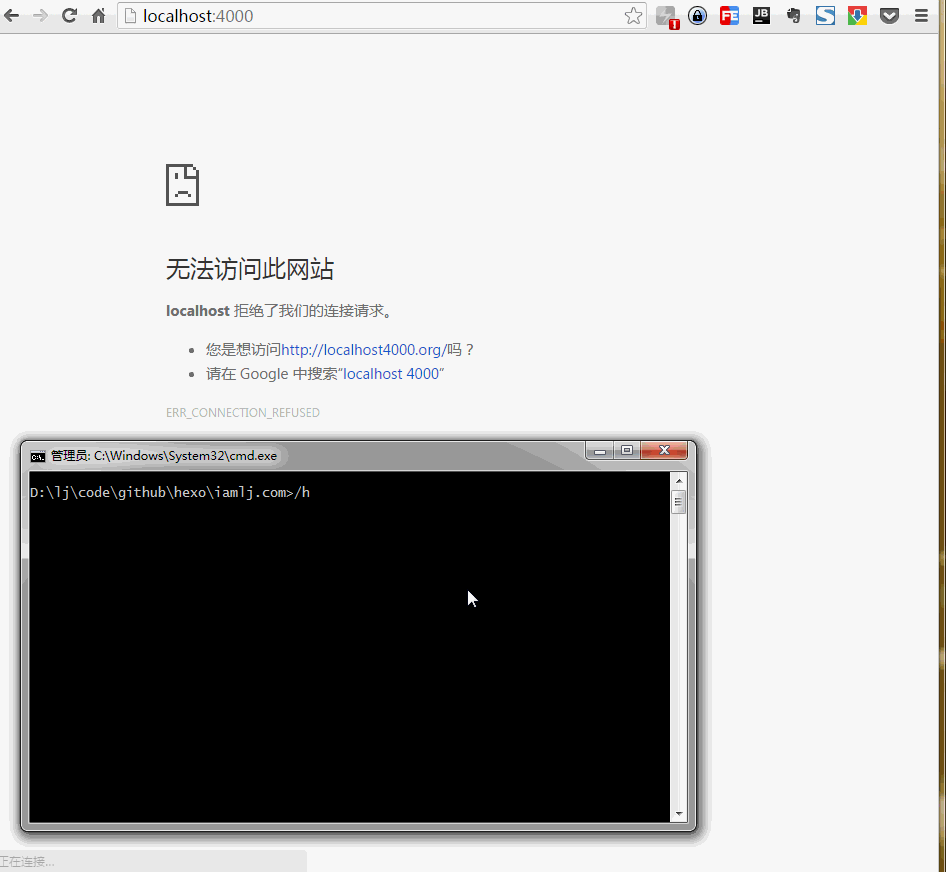 localhost:4000
1
FE
JB
S
无法访问此网站
localhost 拒绝了我们的连接请求。
您是想访问http://localhost4000.org/吗？
请在 Google 中搜索“localhost 4000”
ERR_CONNECTION_REFUSED
C:\.
管理员: C:\Windows\System32\cmd.exe
D:\lj\code\github\hexo\iamlj.com>/h
正在连接...